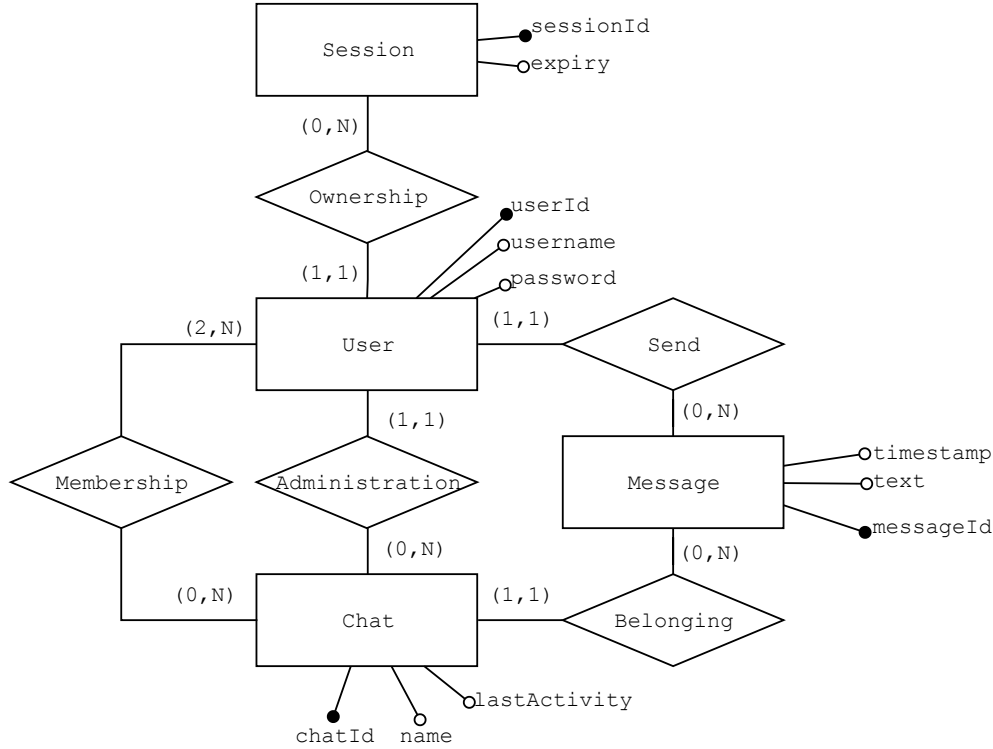 sessionId
Session
expiry
(0,N)
Ownership
userId
username
(1,1)
password
(2,N)
(1,1)
User
Send
(1,1)
(0,N)
timestamp
Membership
Administration
Message
text
messageId
(0,N)
(0,N)
(0,N)
(1,1)
Chat
Belonging
lastActivity
chatId
name